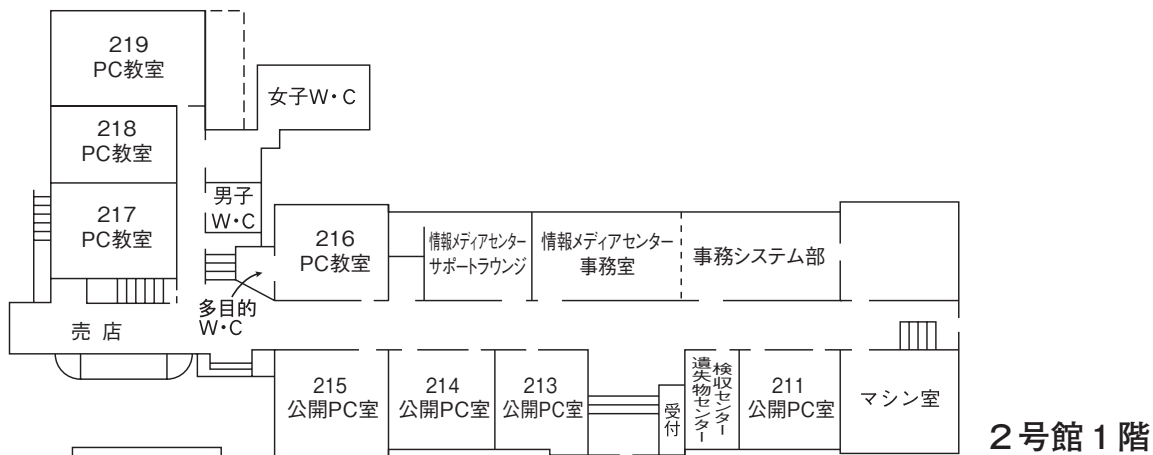 219
PC教室
女子W・C
218
PC教室
男子
W・C
217
PC教室
216
PC教室
情報メディアセンター
サポートラウンジ
情報メディアセンター
事務室
事務システム部
多目的
W・C
売店
215
公開PC室
214
公開PC室
213
公開PC室
受付
検収センター
遺失物センター
211
公開PC室
マシン室
2号館1階